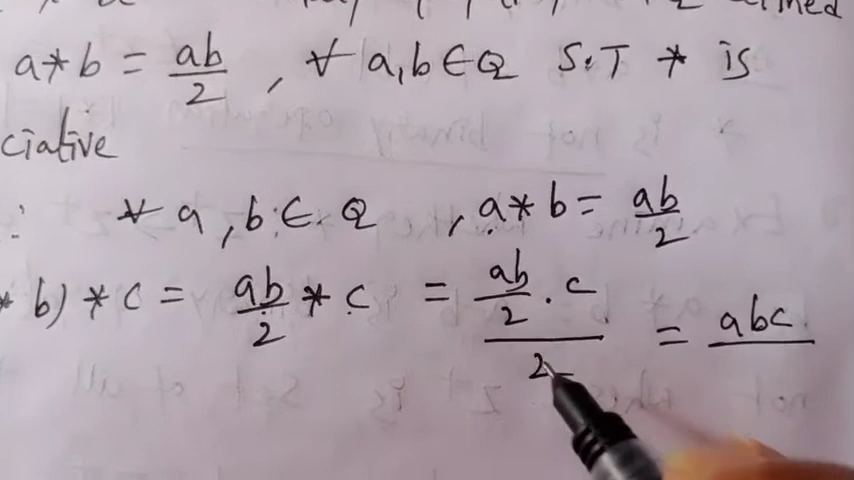 a*b = ab/2 , ∀ a,b∈Q S.T * is
ciative
∀ a,b∈Q , a*b = ab/2
* b) * c = ab/2 * c = (ab/2 . c)/2 = abc